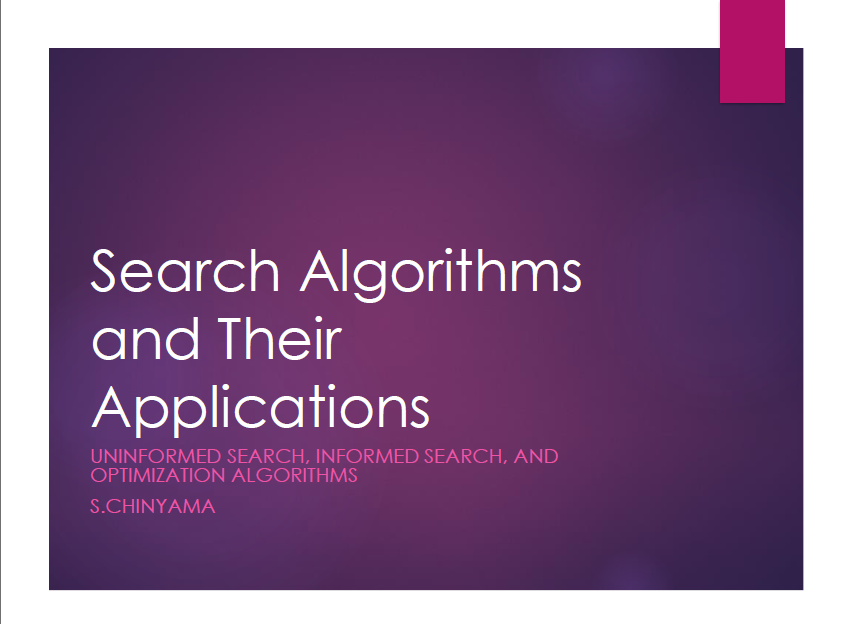 Search Algorithms
and Their
Applications
UNINFORMED SEARCH, INFORMED SEARCH, AND
OPTIMIZATION ALGORITHMS
S.CHINYAMA